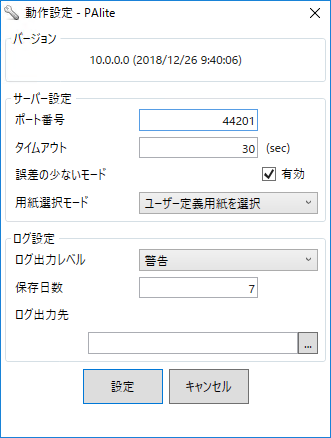 動作設定 - PAlite
バージョン
10.0.0.0 (2018/12/26 9:40:06)
サーバー設定
ポート番号 44201
タイムアウト 30 (sec)
誤差の少ないモード 有効
用紙選択モード ユーザー定義用紙を選択
ログ設定
ログ出力レベル 警告
保存日数 7
ログ出力先
...
設定 キャンセル